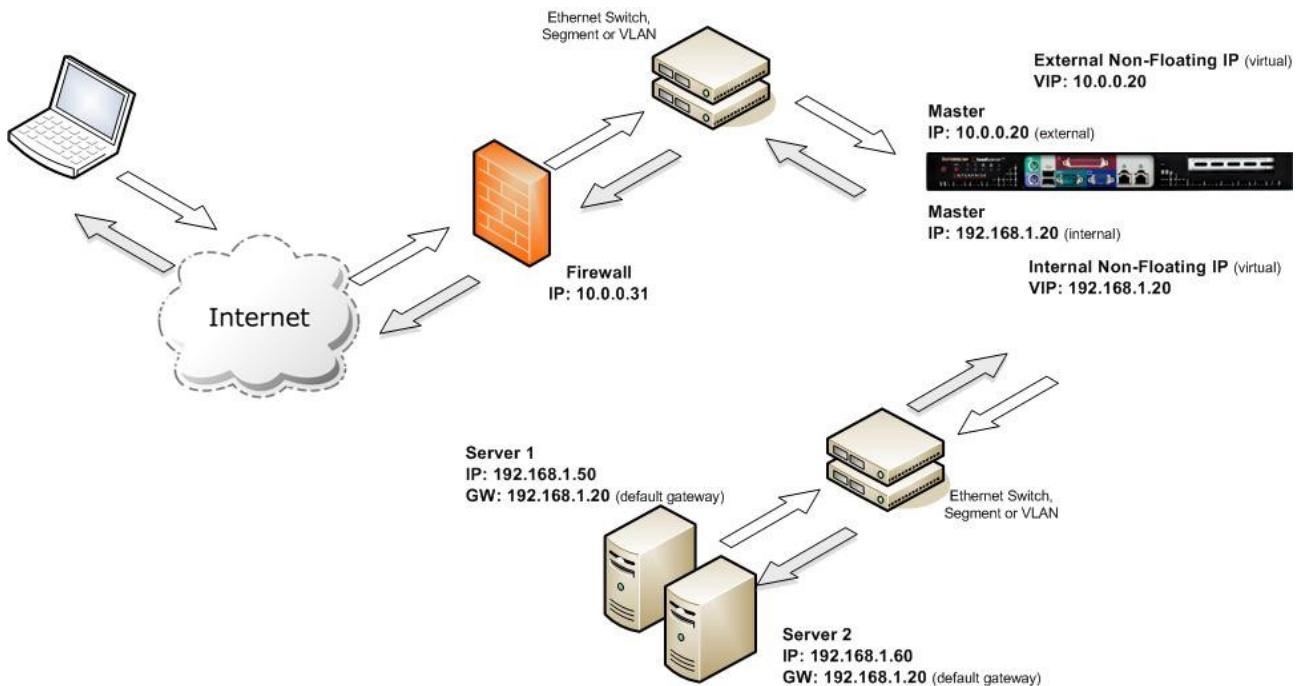 Ethernet Switch,
Segment or VLAN
External Non-Floating IP (virtual)
VIP: 10.0.0.20
Master
IP: 10.0.0.20 (external)
Master
IP: 192.168.1.20 (internal)
Internal Non-Floating IP (virtual)
VIP: 192.168.1.20
Firewall
IP: 10.0.0.31
Internet
Server 1
IP: 192.168.1.50
GW: 192.168.1.20 (default gateway)
Ethernet Switch,
Segment or VLAN
Server 2
IP: 192.168.1.60
GW: 192.168.1.20 (default gateway)